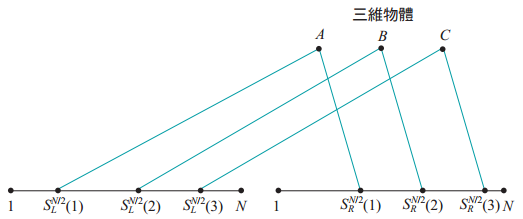 三維物體
A B C
1 S_L^{N/2}(1) S_L^{N/2}(2) S_L^{N/2}(3) N 1 S_R^{N/2}(1) S_R^{N/2}(2) S_R^{N/2}(3) N